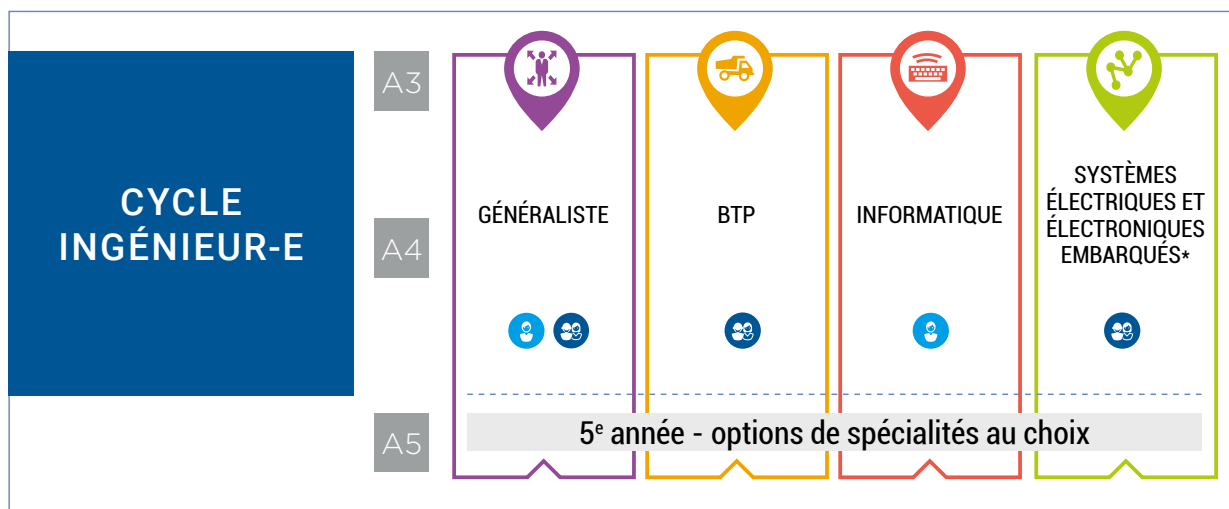 CYCLE
INGÉNIEUR-E
A3
A4
A5
GÉNÉRALISTE
BTP
INFORMATIQUE
SYSTÈMES
ÉLECTRIQUES ET
ÉLECTRONIQUES
EMBARQUÉS*
5e année - options de spécialités au choix